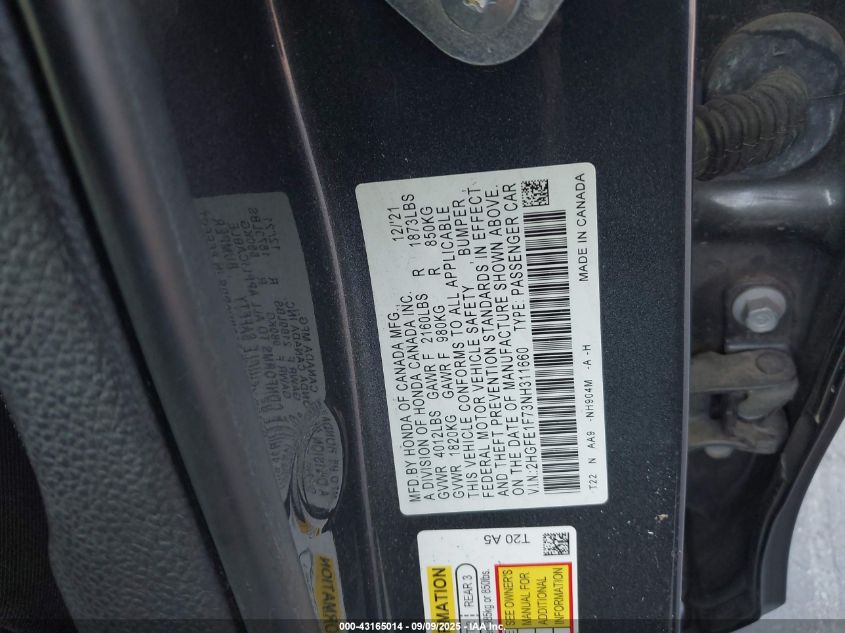 MFD BY HONDA OF CANADA MFG.  12/'21
A DIVISION OF HONDA CANADA INC.
GVWR 4012LBS GAWR F 2160LBS R 1873LBS
GVWR 1820KG GAWR F 980KG R 850KG
THIS VEHICLE CONFORMS TO ALL APPLICABLE
FEDERAL MOTOR VEHICLE SAFETY, BUMPER,
AND THEFT PREVENTION STANDARDS IN EFFECT
ON THE DATE OF MANUFACTURE SHOWN ABOVE.
V.I.N.:2HGFE1F73NH311660 TYPE: PASSENGER CAR
T22 N AA9 -NH904M -A -H MADE IN CANADA
T20 A5
REAR 3
850lbs.
SEE OWNER'S
MANUAL FOR
ADDITIONAL
INFORMATION
000-43165014 - 09/09/2025 - IAA Inc.